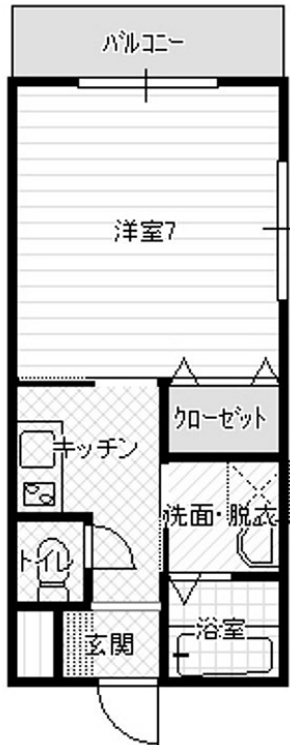 バルコニー
洋室7
クローゼット
キッチン
洗面・脱衣
トイレ
浴室
玄関